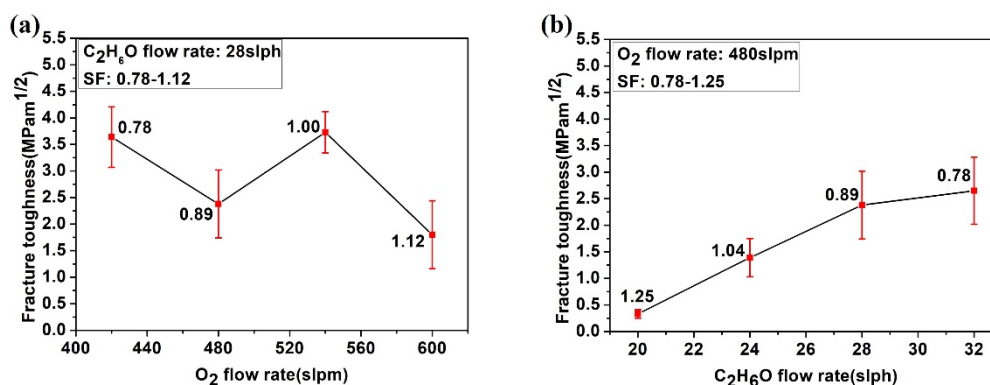 (a)
C₂H₆O flow rate: 28slph
SF: 0.78-1.12
Fracture toughness(MPam1/2)
5.5
5.0
4.5
4.0
3.5
3.0
2.5
2.0
1.5
1.0
0.5
0.0
0.78
0.89
1.00
1.12
400 440 480 520 560 600
O₂ flow rate(slpm)
(b)
O₂ flow rate: 480slpm
SF: 0.78-1.25
Fracture toughness(MPam1/2)
5.5
5.0
4.5
4.0
3.5
3.0
2.5
2.0
1.5
1.0
0.5
0.0
1.25
1.04
0.89
0.78
20 22 24 26 28 30 32
C₂H₆O flow rate(slph)